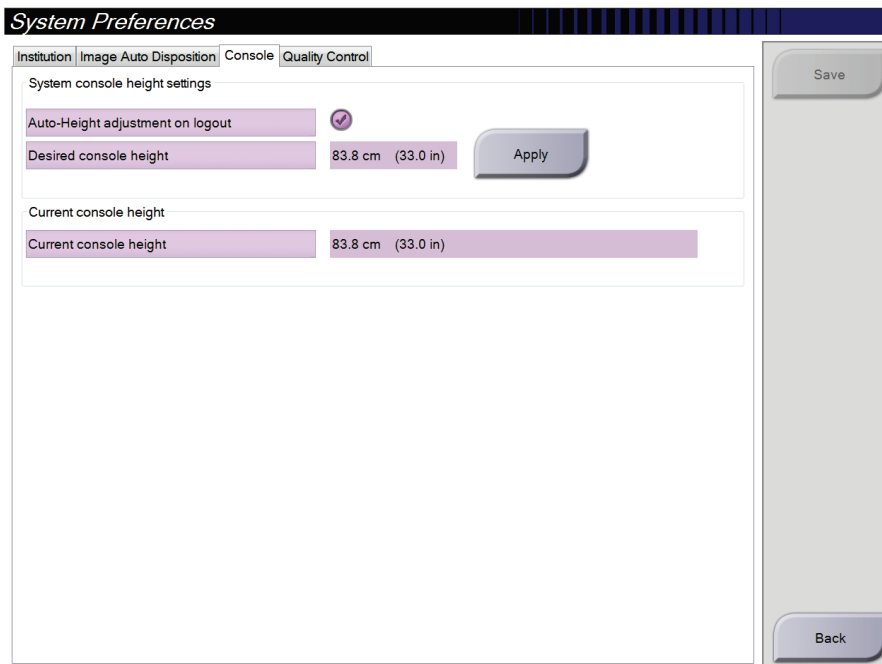 System Preferences
Institution Image Auto Disposition Console Quality Control
Save
System console height settings
Auto-Height adjustment on logout
Desired console height 83.8 cm (33.0 in) Apply
Current console height
Current console height 83.8 cm (33.0 in)
Back